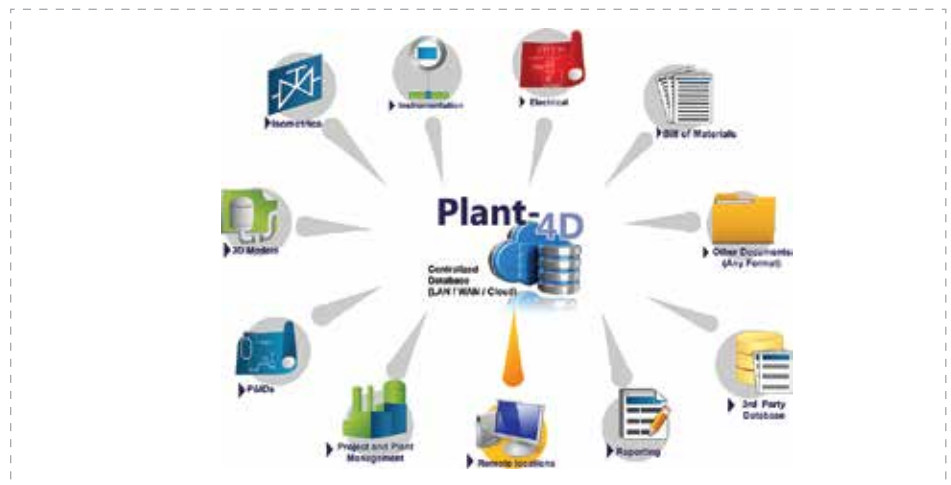 Isometrics
Instrumentation
Electrical
Bill of Materials
Plant-
4D
3D Models
Centralized
Database
(LAN / WAN / Cloud)
Other Documents
(Any Format)
P&IDs
Project and Plant
Management
Remote locations
Reporting
3rd Party
Database